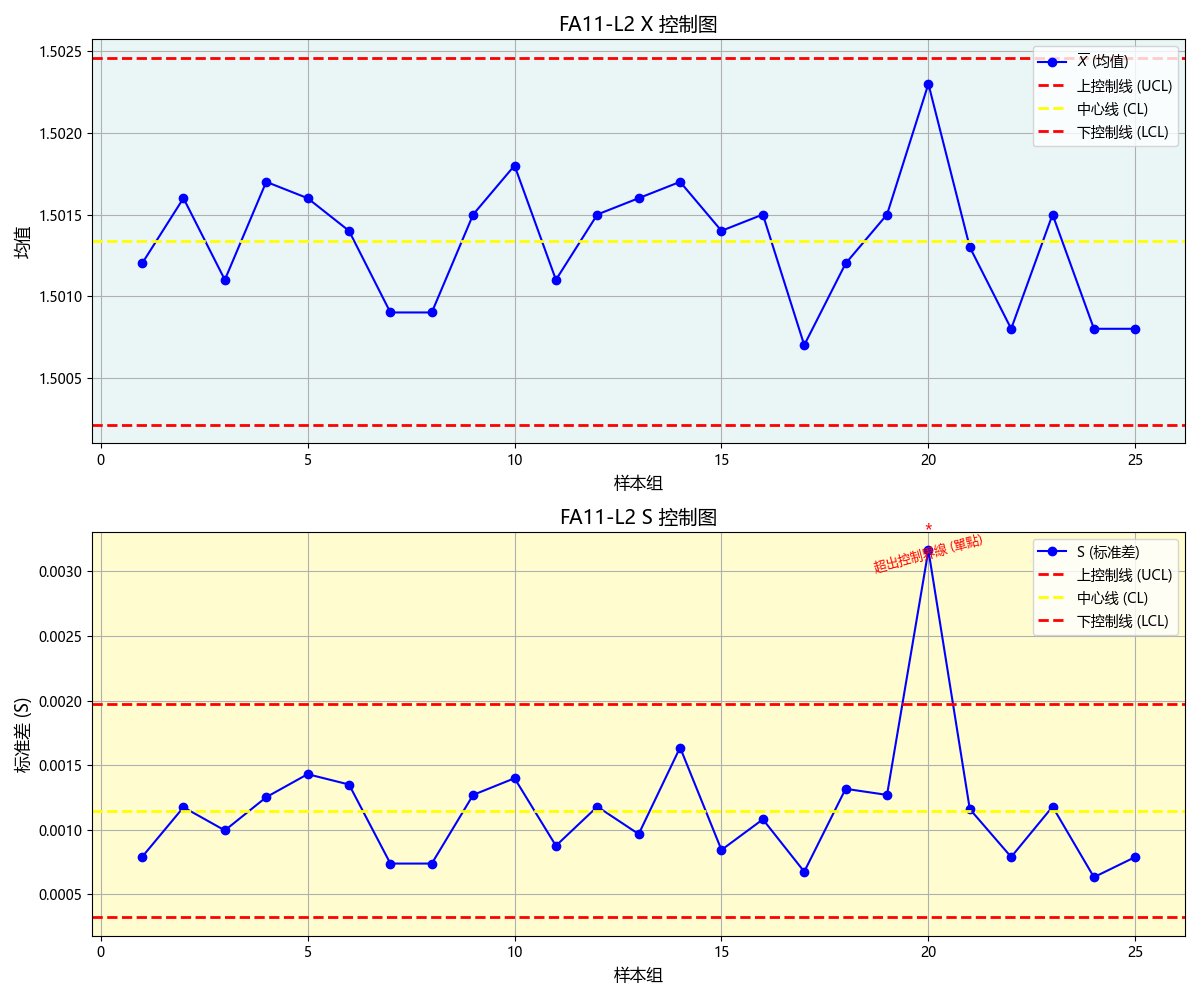 FA11-L2 X 控制图
1.5025
1.5020
1.5015
1.5010
1.5005
均值
X (均值)
上控制线 (UCL)
中心线 (CL)
下控制线 (LCL)
0 5 10 15 20 25
样本组
FA11-L2 S 控制图
*
超出控制界線 (單點)
0.0030
0.0025
0.0020
0.0015
0.0010
0.0005
标准差 (S)
S (标准差)
上控制线 (UCL)
中心线 (CL)
下控制线 (LCL)
0 5 10 15 20 25
样本组